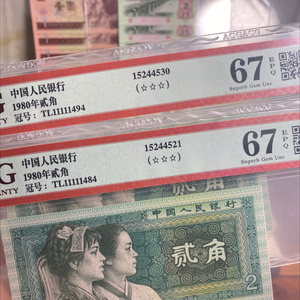 G
中国人民银行
1980年贰角
冠号：TL11111494
15244530
(☆☆☆)
67 EPQ
Superb Gem Unc
G
NTY
中国人民银行
1980年贰角
冠号：TL11111484
15244521
(☆☆☆)
67 EPQ
Superb Gem Unc
中国人民银行
贰角
2